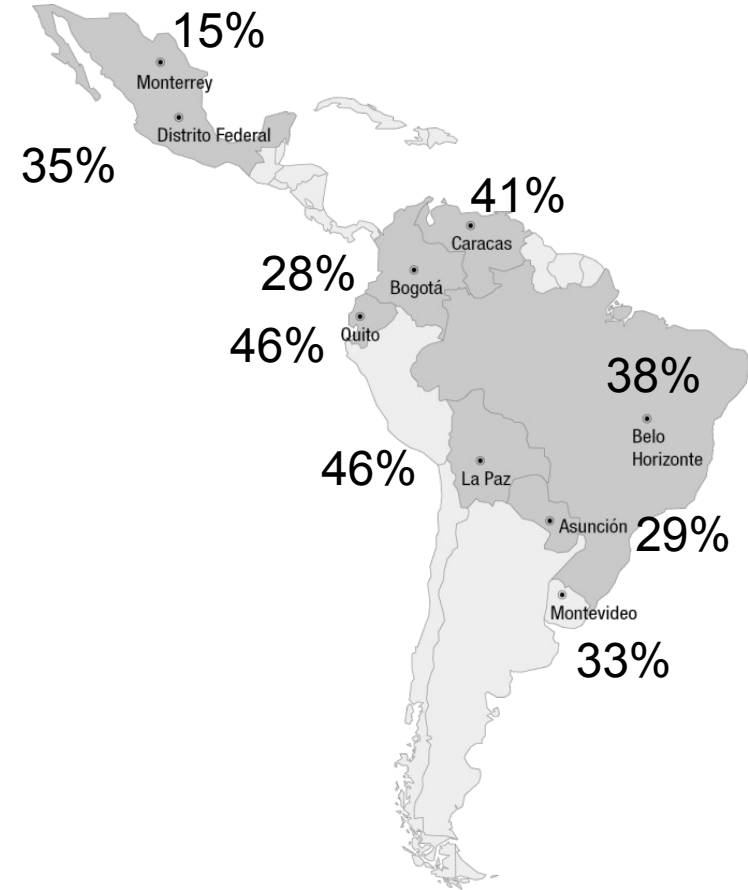 15%
Monterrey
Distrito Federal
35%
41%
Caracas
28%
Bogotá
Quito
46%
38%
Belo
Horizonte
46%
La Paz
Asunción
29%
Montevideo
33%